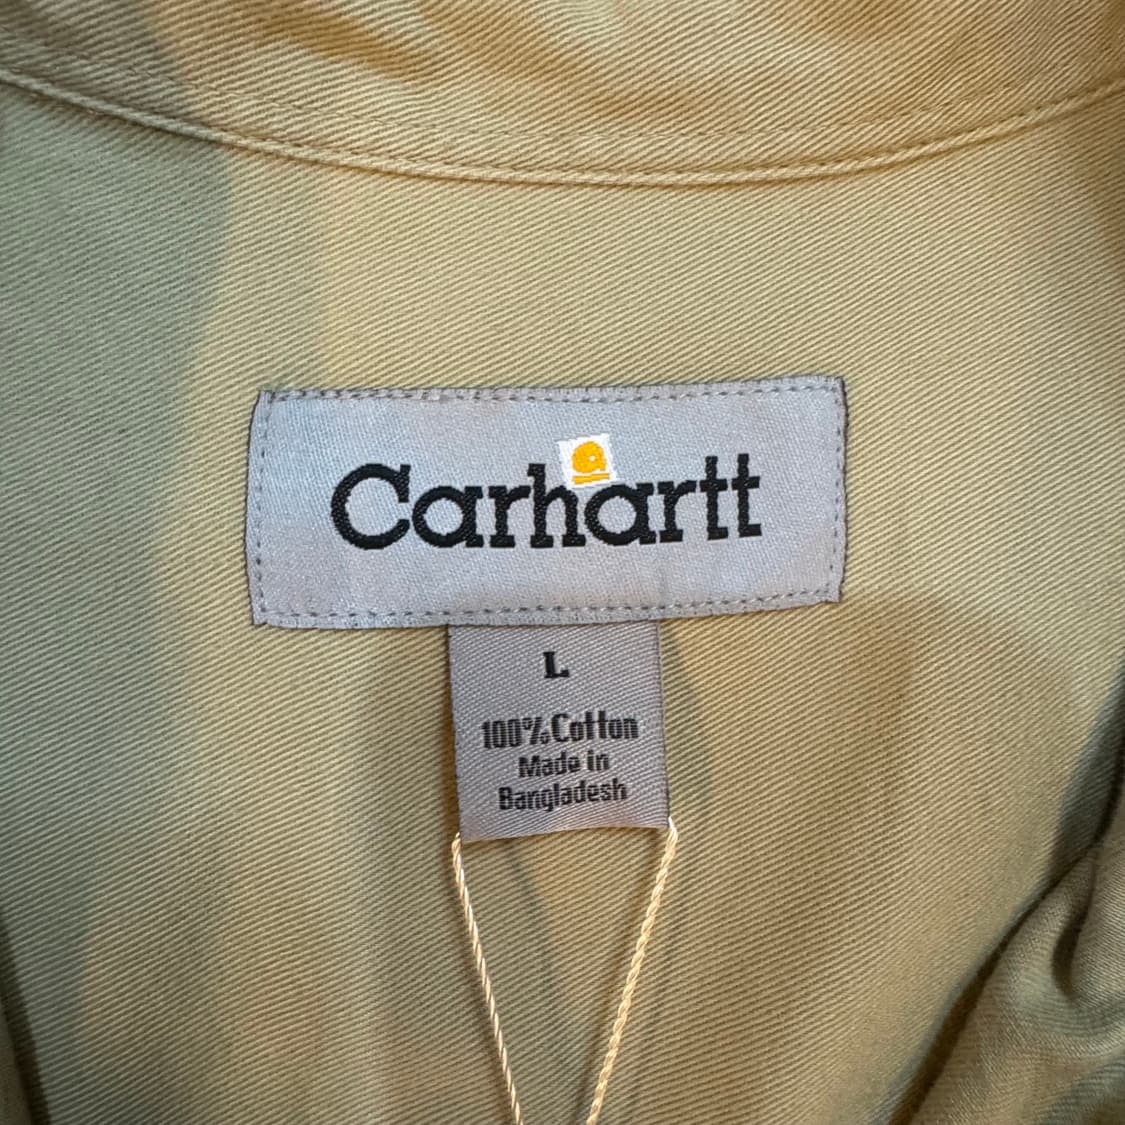 Carhartt
L
100% Cotton
Made in
Bangladesh